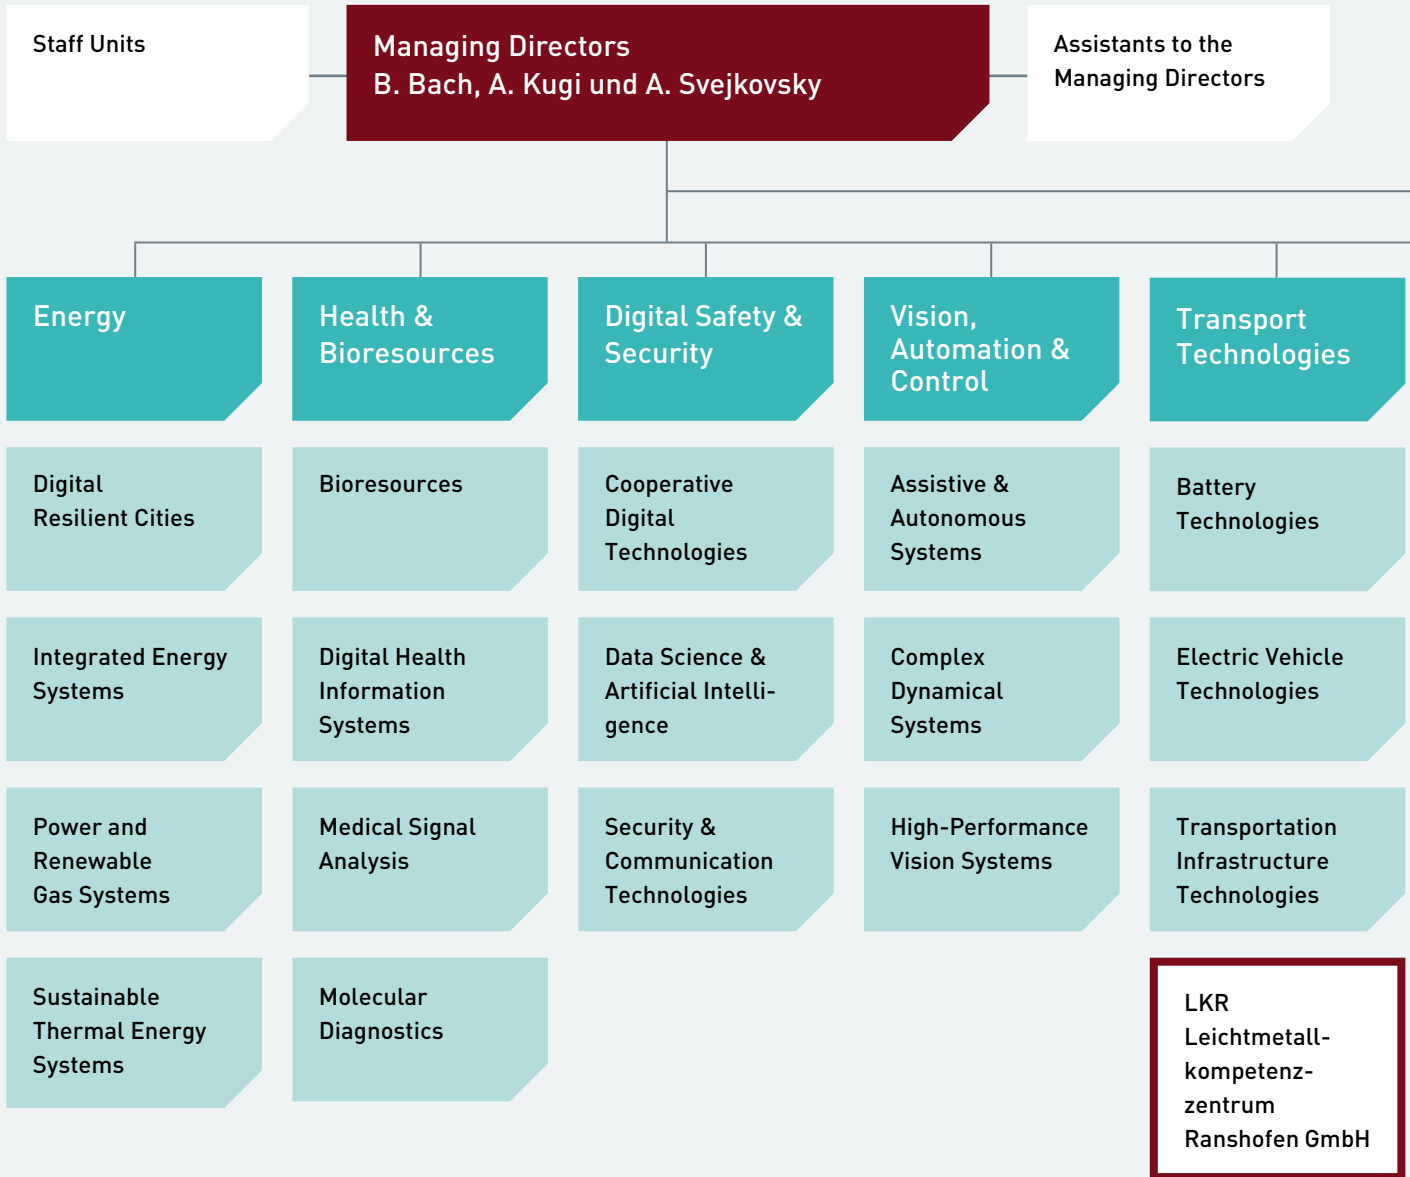 Staff Units
Managing Directors
B. Bach, A. Kugi und A. Svejkovsky
Assistants to the
Managing Directors
Energy
Health &
Bioresources
Digital Safety &
Security
Vision,
Automation &
Control
Transport
Technologies
Digital
Resilient Cities
Bioresources
Cooperative
Digital
Technologies
Assistive &
Autonomous
Systems
Battery
Technologies
Integrated Energy
Systems
Digital Health
Information
Systems
Data Science &
Artificial Intelli-
gence
Complex
Dynamical
Systems
Electric Vehicle
Technologies
Power and
Renewable
Gas Systems
Medical Signal
Analysis
Security &
Communication
Technologies
High-Performance
Vision Systems
Transportation
Infrastructure
Technologies
Sustainable
Thermal Energy
Systems
Molecular
Diagnostics
LKR
Leichtmetall-
kompetenz-
zentrum
Ranshofen GmbH